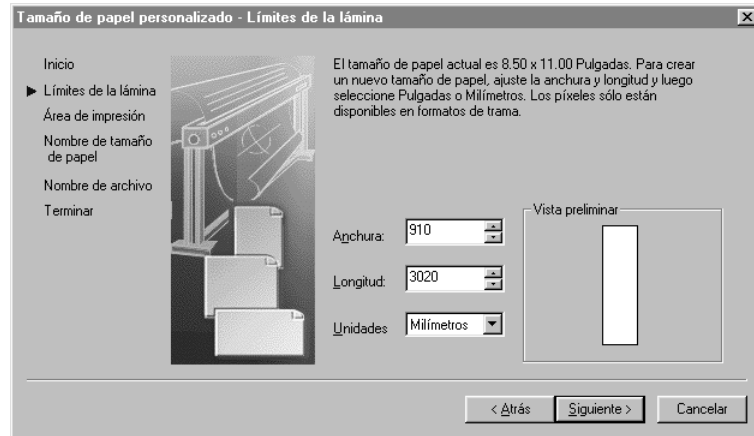 Tamaño de papel personalizado - Límites de la lámina
Inicio
Límites de la lámina
Área de impresión
Nombre de tamaño
de papel
Nombre de archivo
Terminar
El tamaño de papel actual es 8.50 x 11.00 Pulgadas. Para crear
un nuevo tamaño de papel, ajuste la anchura y longitud y luego
seleccione Pulgadas o Milímetros. Los píxeles sólo están
disponibles en formatos de trama.
Anchura: 910
Longitud: 3020
Unidades Milímetros
Vista preliminar
< Atrás Siguiente > Cancelar